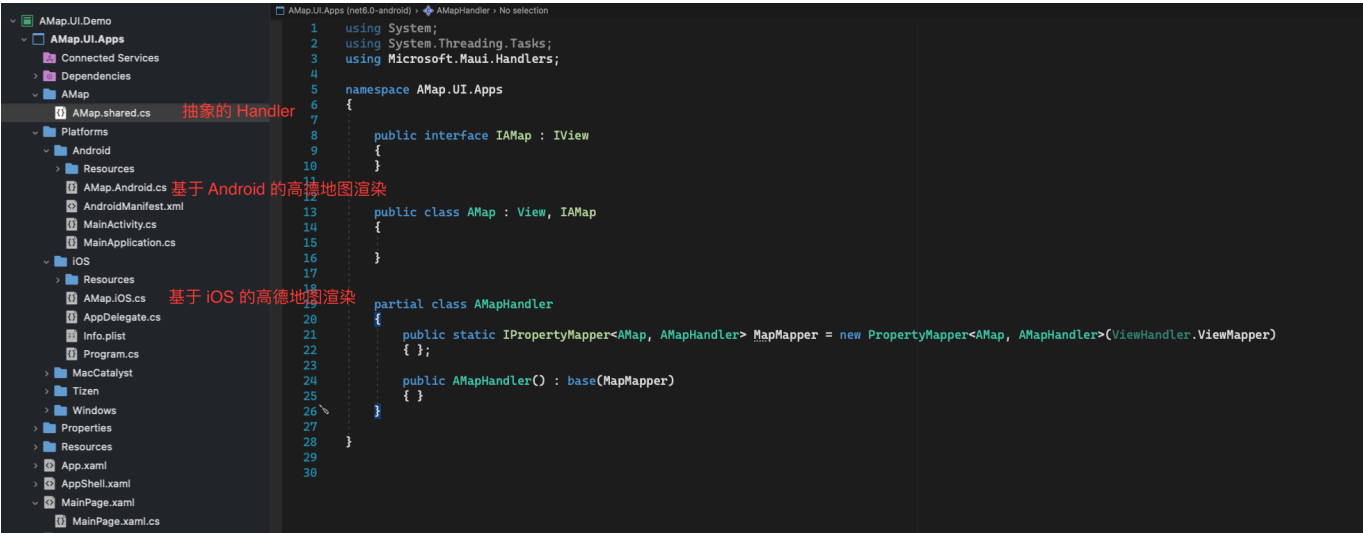 AMap.UI.Demo
AMap.UI.Apps
Connected Services
Dependencies
AMap
AMap.shared.cs 抽象的 Handler
Platforms
Android
Resources
AMap.Android.cs 基于 Android 的高德地图渲染
AndroidManifest.xml
MainActivity.cs
MainApplication.cs
iOS
Resources
AMap.iOS.cs 基于 iOS 的高德地图渲染
AppDelegate.cs
Info.plist
Program.cs
MacCatalyst
Tizen
Windows
Properties
Resources
App.xaml
AppShell.xaml
MainPage.xaml
MainPage.xaml.cs
AMap.UI.Apps (net6.0-android) › AMapHandler › No selection
1 using System;
2 using System.Threading.Tasks;
3 using Microsoft.Maui.Handlers;
4
5 namespace AMap.UI.Apps
6 {
7
8 public interface IAMap : IView
9 {
10 }
11
12
13 public class AMap : View, IAMap
14 {
15
16 }
17
18
19 partial class AMapHandler
20 {
21 public static IPropertyMapper<AMap, AMapHandler> MapMapper = new PropertyMapper<AMap, AMapHandler>(ViewHandler.ViewMapper)
22 { };
23
24 public AMapHandler() : base(MapMapper)
25 { }
26 }
27
28 }
29
30